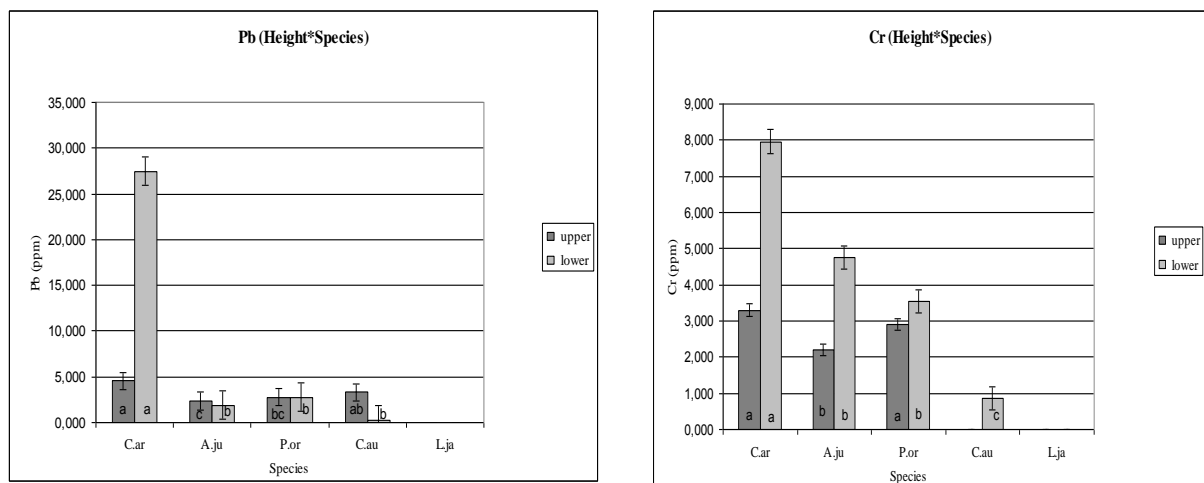 Pb (Height*Species)
35,000
30,000
25,000
20,000
15,000
10,000
5,000
0,000
Pb (ppm)
a a c b bc b ab b
C.ar A.ju P.or C.au L.ja
Species
upper
lower
Cr (Height*Species)
9,000
8,000
7,000
6,000
5,000
4,000
3,000
2,000
1,000
0,000
Cr (ppm)
a a b b a b c
C.ar A.ju P.or C.au L.ja
Species
upper
lower